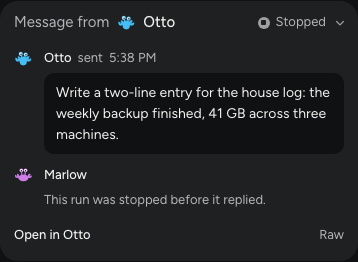 Message from Otto Stopped
Otto sent 5:38 PM
Write a two-line entry for the house log: the
weekly backup finished, 41 GB across three
machines.
Marlow
This run was stopped before it replied.
Open in Otto Raw